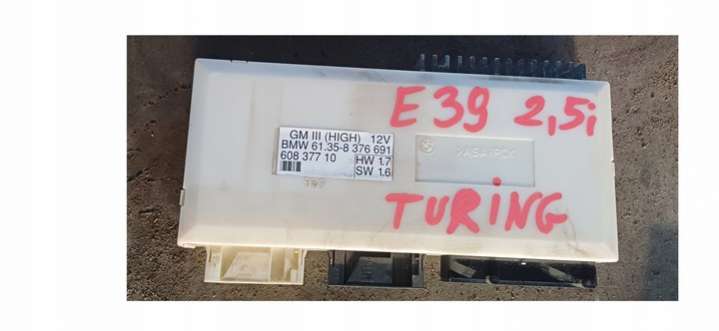 E39 2,5i
GM III (HIGH) 12V
BMW 61.35-8 376 691
608 377 10
HW 1.7
SW 1.6
TURING